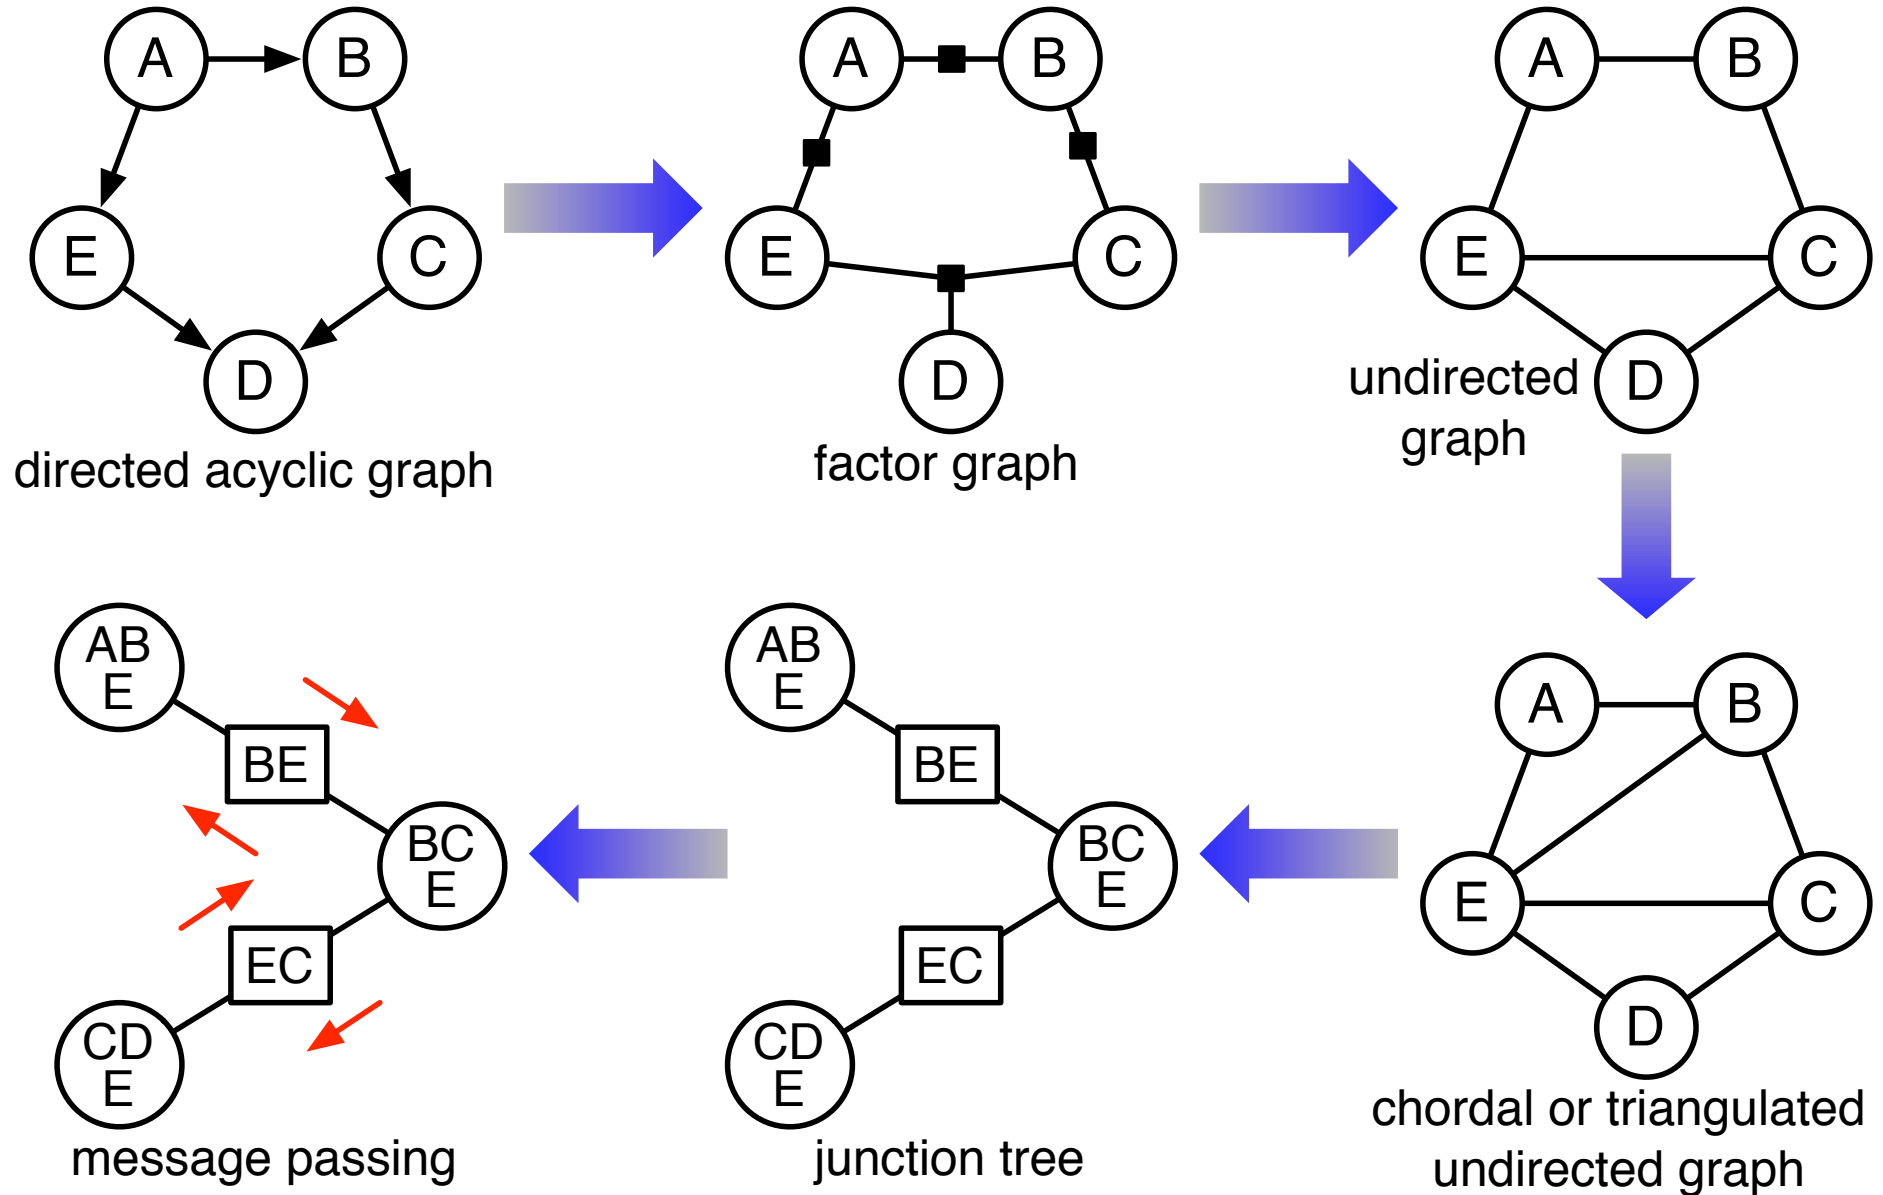 A
B
E
C
D
directed acyclic graph
A
B
E
C
D
factor graph
A
B
E
C
D
undirected
graph
A
B
E
C
D
chordal or triangulated
undirected graph
AB
E
BE
BC
E
EC
CD
E
junction tree
AB
E
BE
BC
E
EC
CD
E
message passing